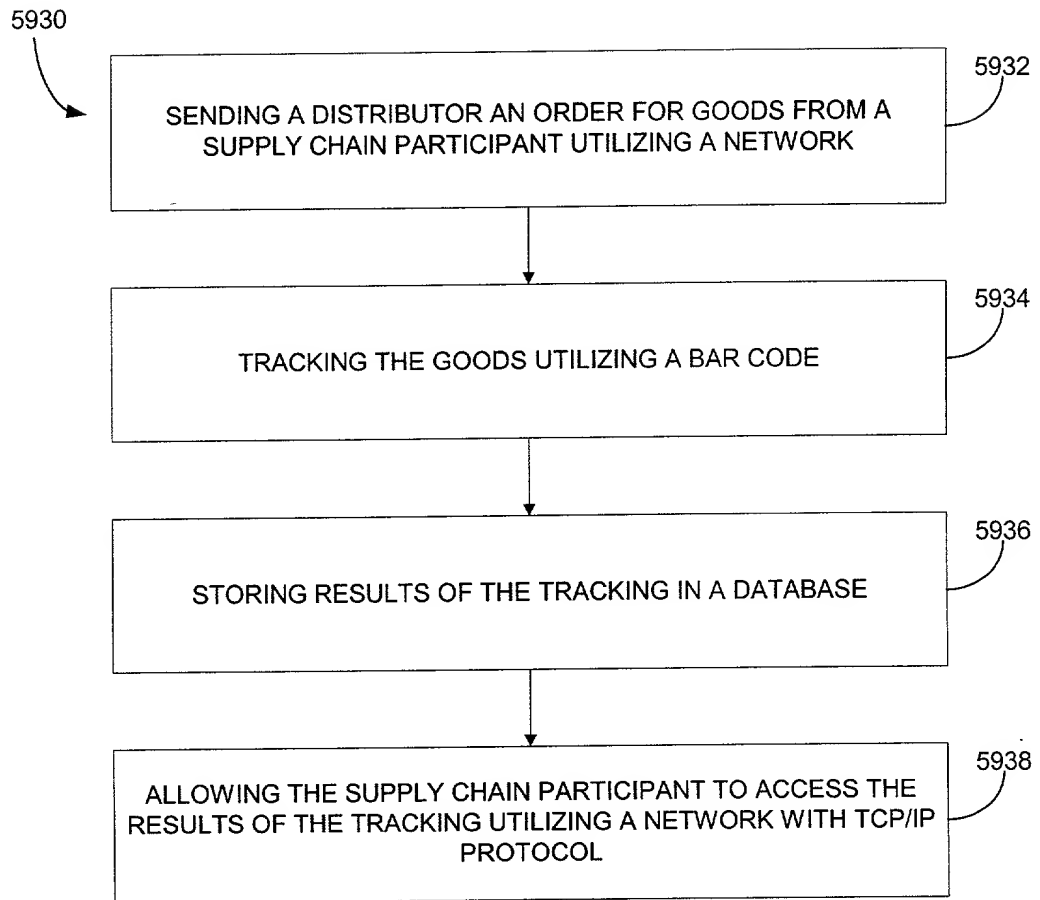 5930
5932
SENDING A DISTRIBUTOR AN ORDER FOR GOODS FROM A
SUPPLY CHAIN PARTICIPANT UTILIZING A NETWORK
5934
TRACKING THE GOODS UTILIZING A BAR CODE
5936
STORING RESULTS OF THE TRACKING IN A DATABASE
5938
ALLOWING THE SUPPLY CHAIN PARTICIPANT TO ACCESS THE
RESULTS OF THE TRACKING UTILIZING A NETWORK WITH TCP/IP
PROTOCOL